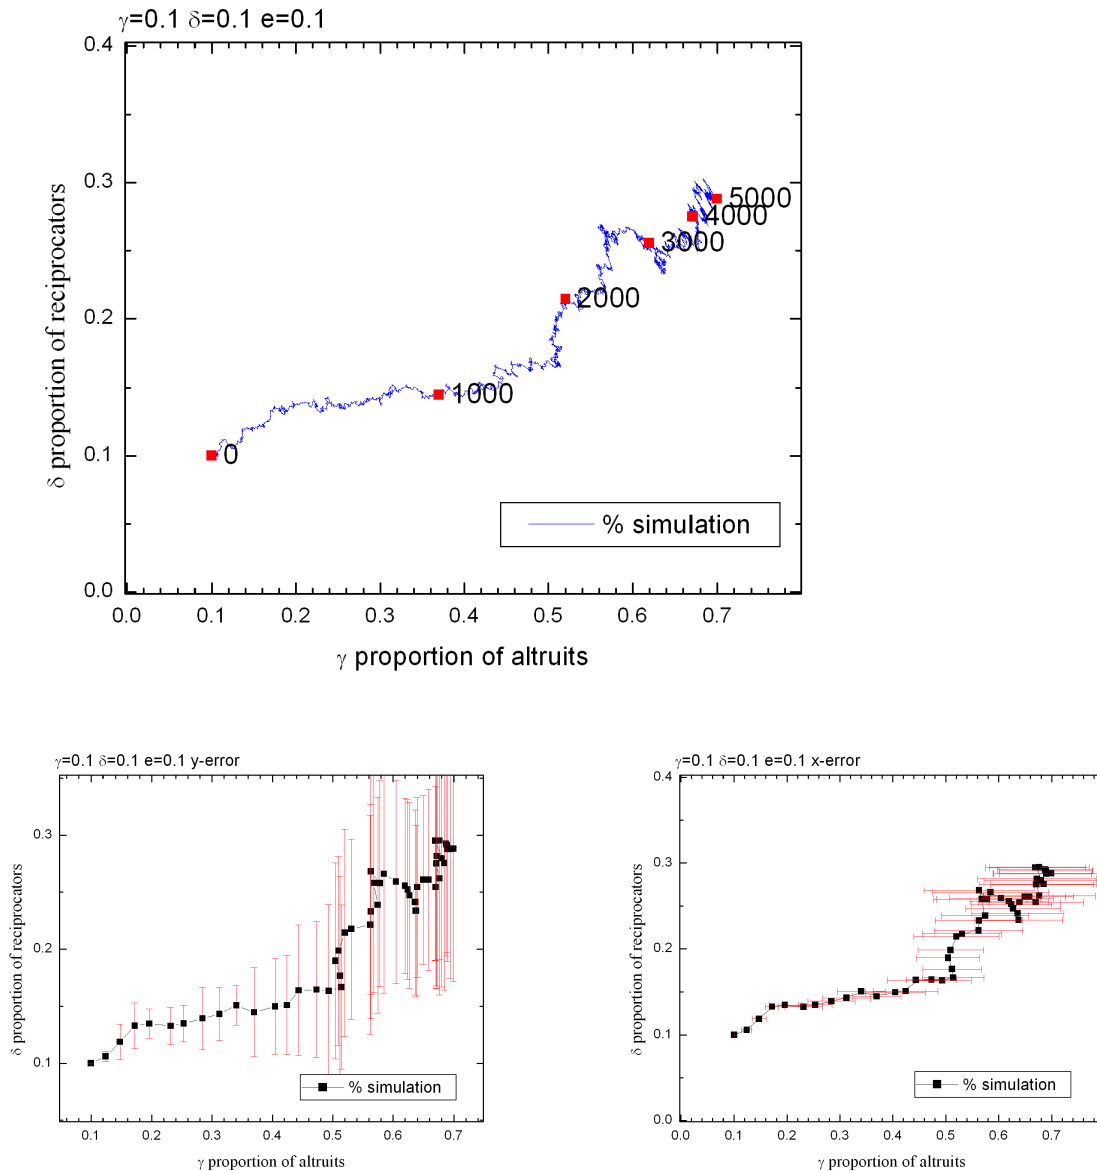 γ=0.1 δ=0.1 e=0.1
0.4
0.3
0.2
0.1
0.0
δ proportion of reciprocators
5000
4000
3000
2000
1000
0
% simulation
0.0 0.1 0.2 0.3 0.4 0.5 0.6 0.7
γ proportion of altruits
γ=0.1 δ=0.1 e=0.1 y-error
0.3
0.2
0.1
δ proportion of reciprocators
% simulation
0.1 0.2 0.3 0.4 0.5 0.6 0.7
γ proportion of altruits
γ=0.1 δ=0.1 e=0.1 x-error
0.4
0.3
0.2
0.1
0.0
δ proportion of reciprocators
% simulation
0.0 0.1 0.2 0.3 0.4 0.5 0.6 0.7
γ proportion of altruits